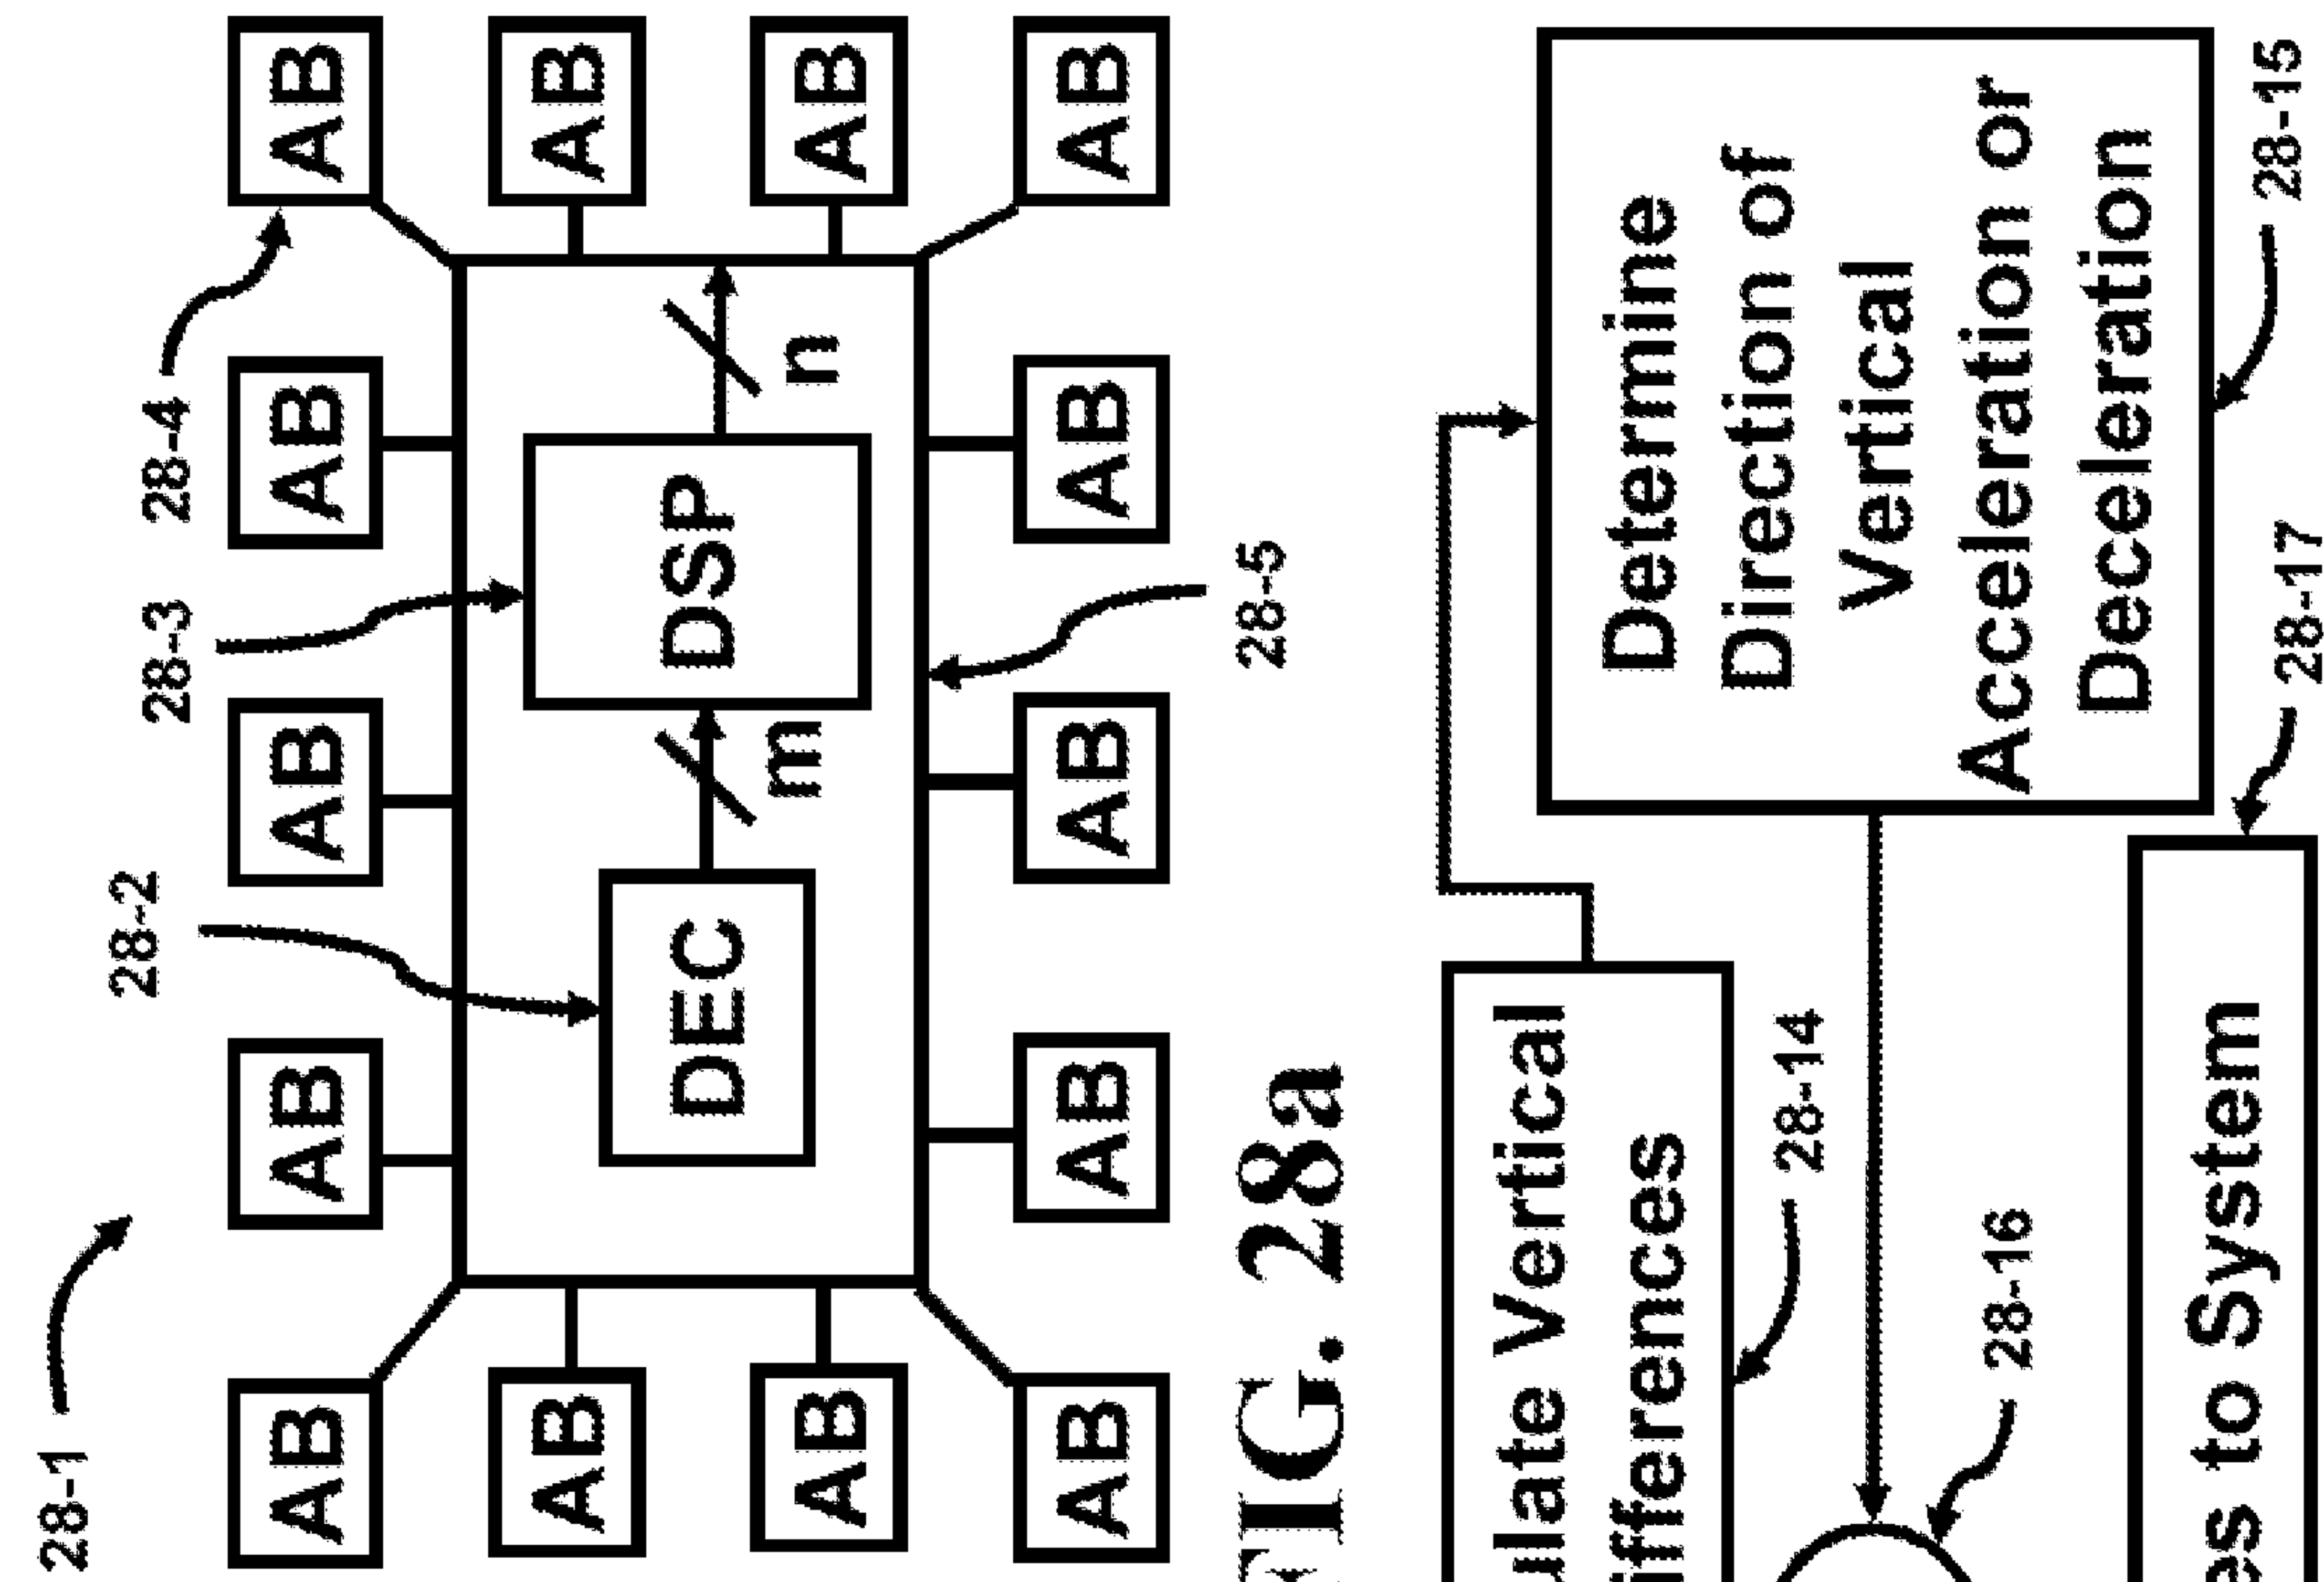 28-1
28-2
28-3
28-4
AB
AB
AB
AB
AB
AB
AB
DEC
DSP
m
n
AB
AB
AB
AB
AB
AB
AB
28-5
FIG. 28a
ulate Vertical
ifferences
28-14
Determine
Direction of
Vertical
Acceleration or
Deceleration
28-16
28-15
es to System
28-17